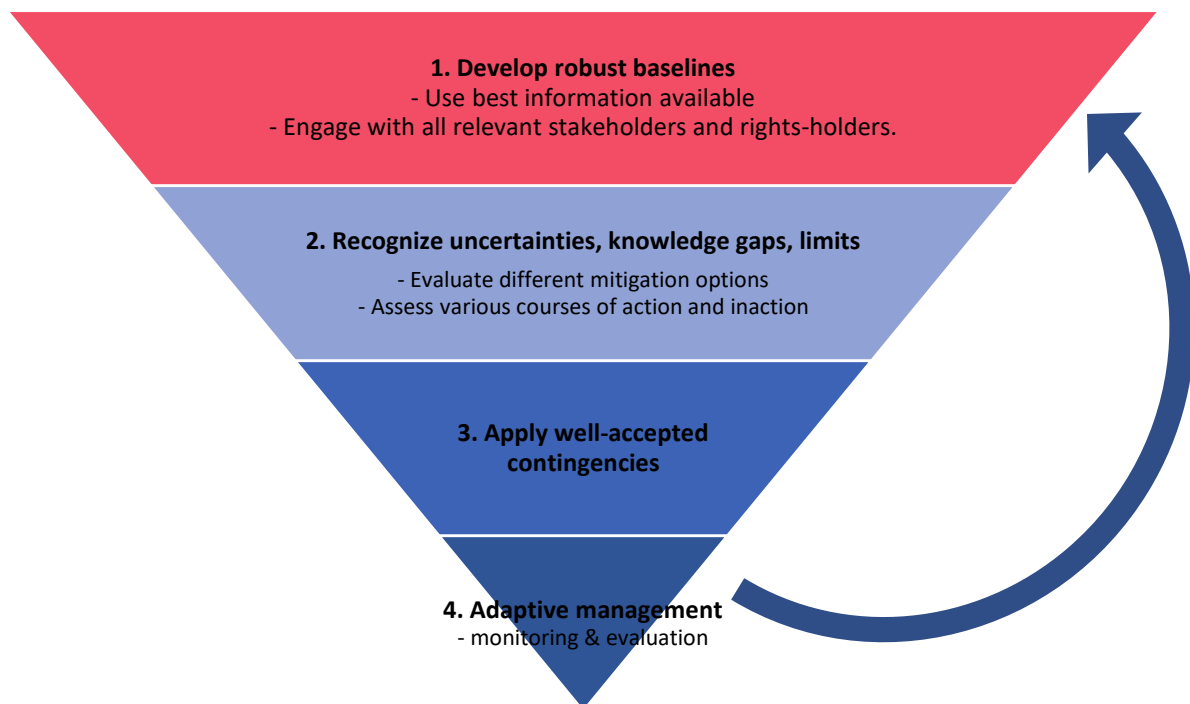 1. Develop robust baselines
- Use best information available
- Engage with all relevant stakeholders and rights-holders.
2. Recognize uncertainties, knowledge gaps, limits
- Evaluate different mitigation options
- Assess various courses of action and inaction
3. Apply well-accepted
contingencies
4. Adaptive management
- monitoring & evaluation